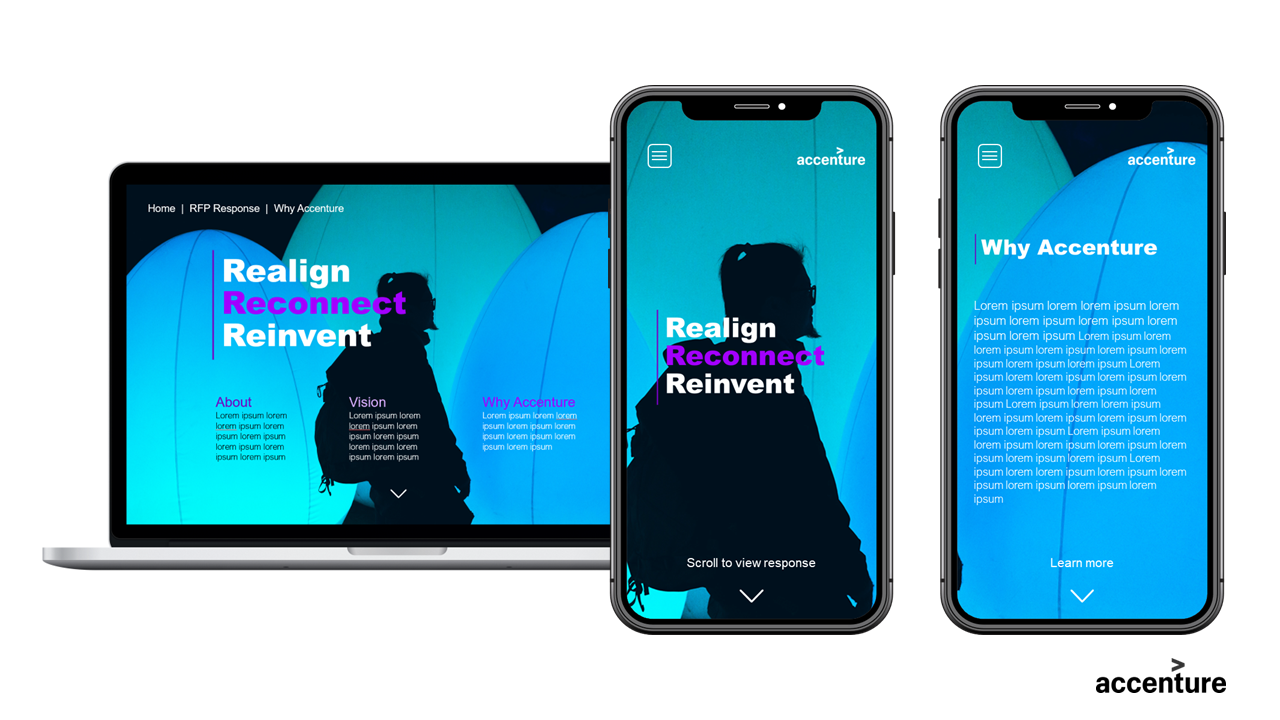 Home | RFP Response | Why Accenture
Realign
Reconnect
Reinvent
About
Lorem ipsum lorem
lorem ipsum lorem
ipsum lorem ipsum
lorem ipsum lorem
ipsum lorem ipsum
Vision
Lorem ipsum lorem
lorem ipsum lorem
ipsum lorem ipsum
lorem ipsum lorem
ipsum lorem ipsum
Why Accenture
Lorem ipsum lorem lorem
ipsum lorem ipsum lorem
ipsum lorem ipsum lorem
ipsum lorem ipsum
accenture
Realign
Reconnect
Reinvent
Scroll to view response
accenture
Why Accenture
Lorem ipsum lorem lorem ipsum lorem
ipsum lorem ipsum lorem ipsum lorem
ipsum lorem ipsum Lorem ipsum lorem
lorem ipsum lorem ipsum lorem ipsum lorem
ipsum lorem ipsum lorem ipsum Lorem
ipsum lorem lorem ipsum lorem ipsum lorem
ipsum lorem ipsum lorem ipsum lorem
ipsum Lorem ipsum lorem lorem ipsum
lorem ipsum lorem ipsum lorem ipsum lorem
ipsum lorem ipsum Lorem ipsum lorem
lorem ipsum lorem ipsum lorem ipsum lorem
ipsum lorem ipsum lorem ipsum Lorem
ipsum lorem lorem ipsum lorem ipsum lorem
ipsum lorem ipsum lorem ipsum lorem
ipsum
Learn more
accenture